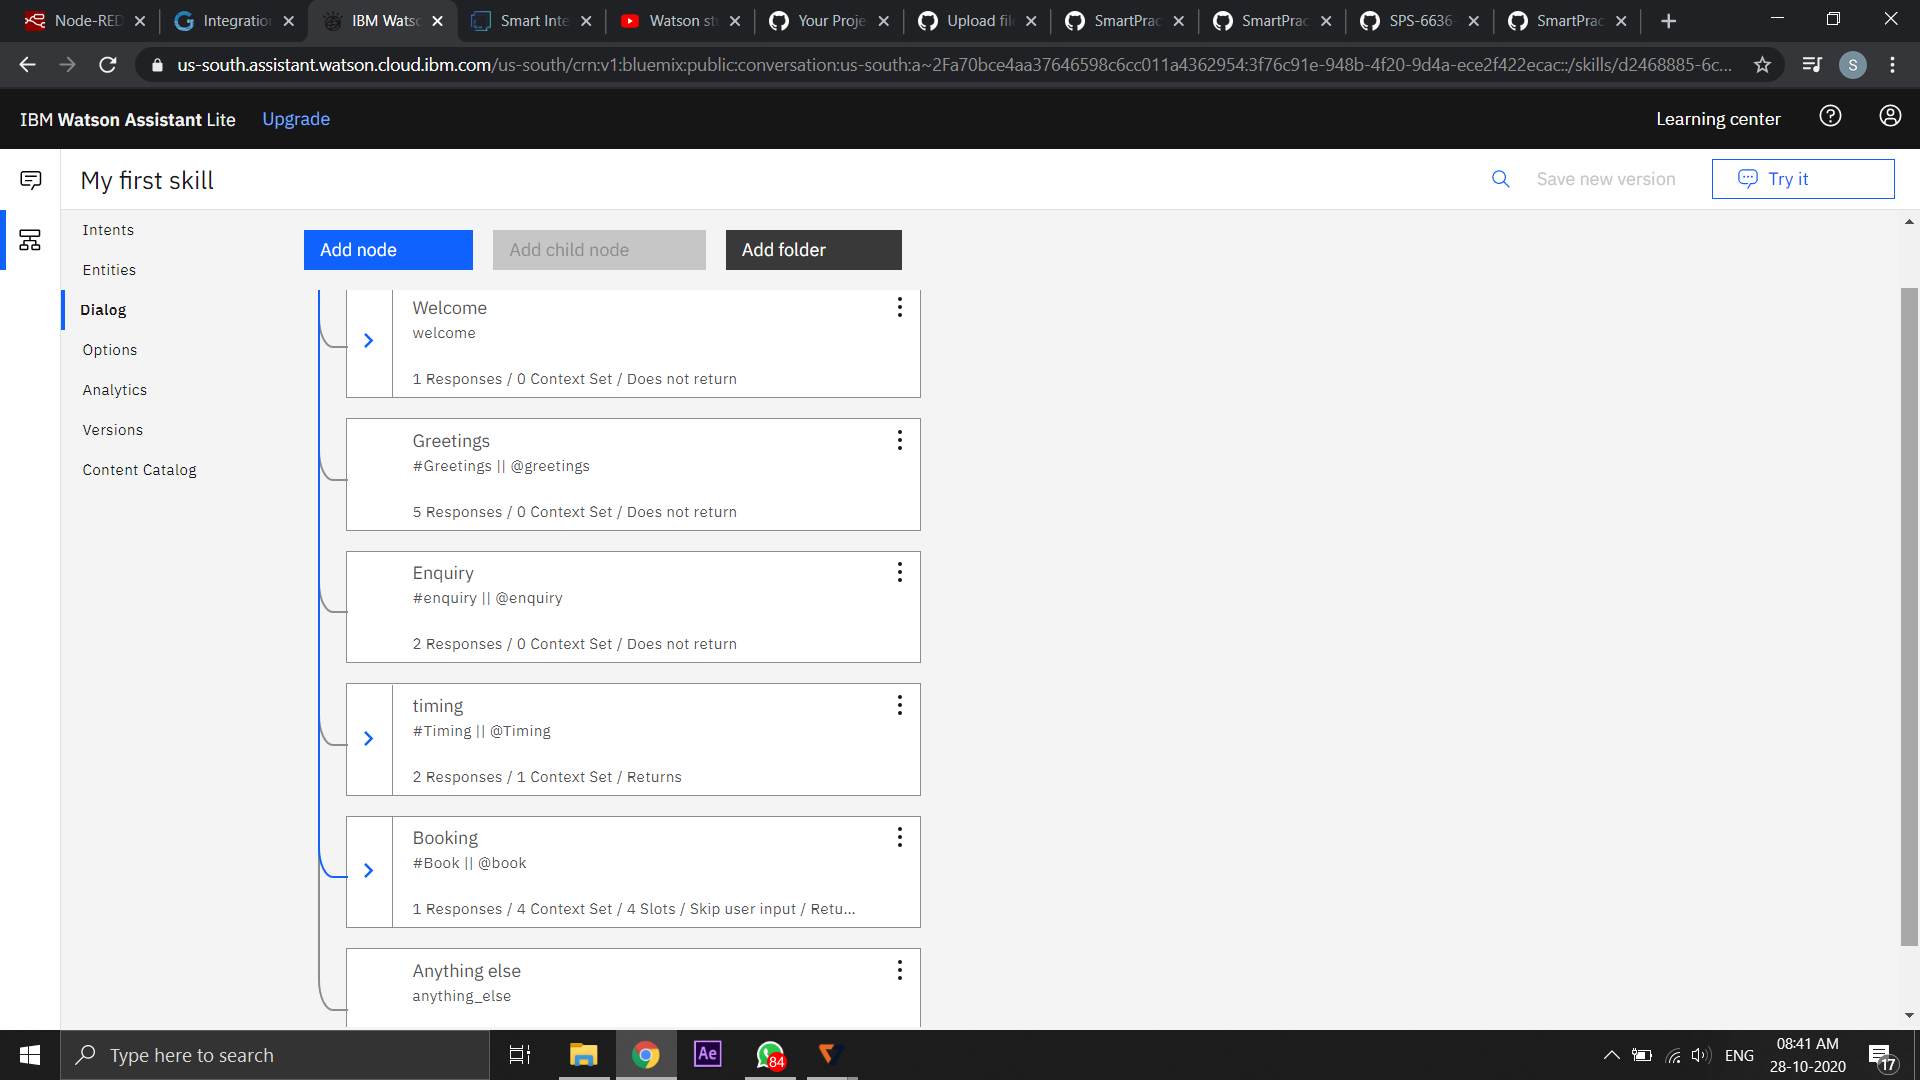 Node-RED
Integration
IBM Wats
Smart Inte
Watson st
Your Proje
Upload fil
SmartPrac
SmartPrac
SPS-6636-
SmartPrac
us-south.assistant.watson.cloud.ibm.com/us-south/crn:v1:bluemix:public:conversation:us-south:a~2Fa70bce4aa37646598c6cc011a4362954:3f76c91e-948b-4f20-9d4a-ece2f422ecac::/skills/d2468885-6c...
S
IBM Watson Assistant Lite
Upgrade
Learning center
My first skill
Save new version
Try it
Intents
Entities
Dialog
Options
Analytics
Versions
Content Catalog
Add node
Add child node
Add folder
Welcome
welcome
1 Responses / 0 Context Set / Does not return
Greetings
#Greetings || @greetings
5 Responses / 0 Context Set / Does not return
Enquiry
#enquiry || @enquiry
2 Responses / 0 Context Set / Does not return
timing
#Timing || @Timing
2 Responses / 1 Context Set / Returns
Booking
#Book || @book
1 Responses / 4 Context Set / 4 Slots / Skip user input / Retu...
Anything else
anything_else
Type here to search
Ae
84
ENG
08:41 AM
28-10-2020
17